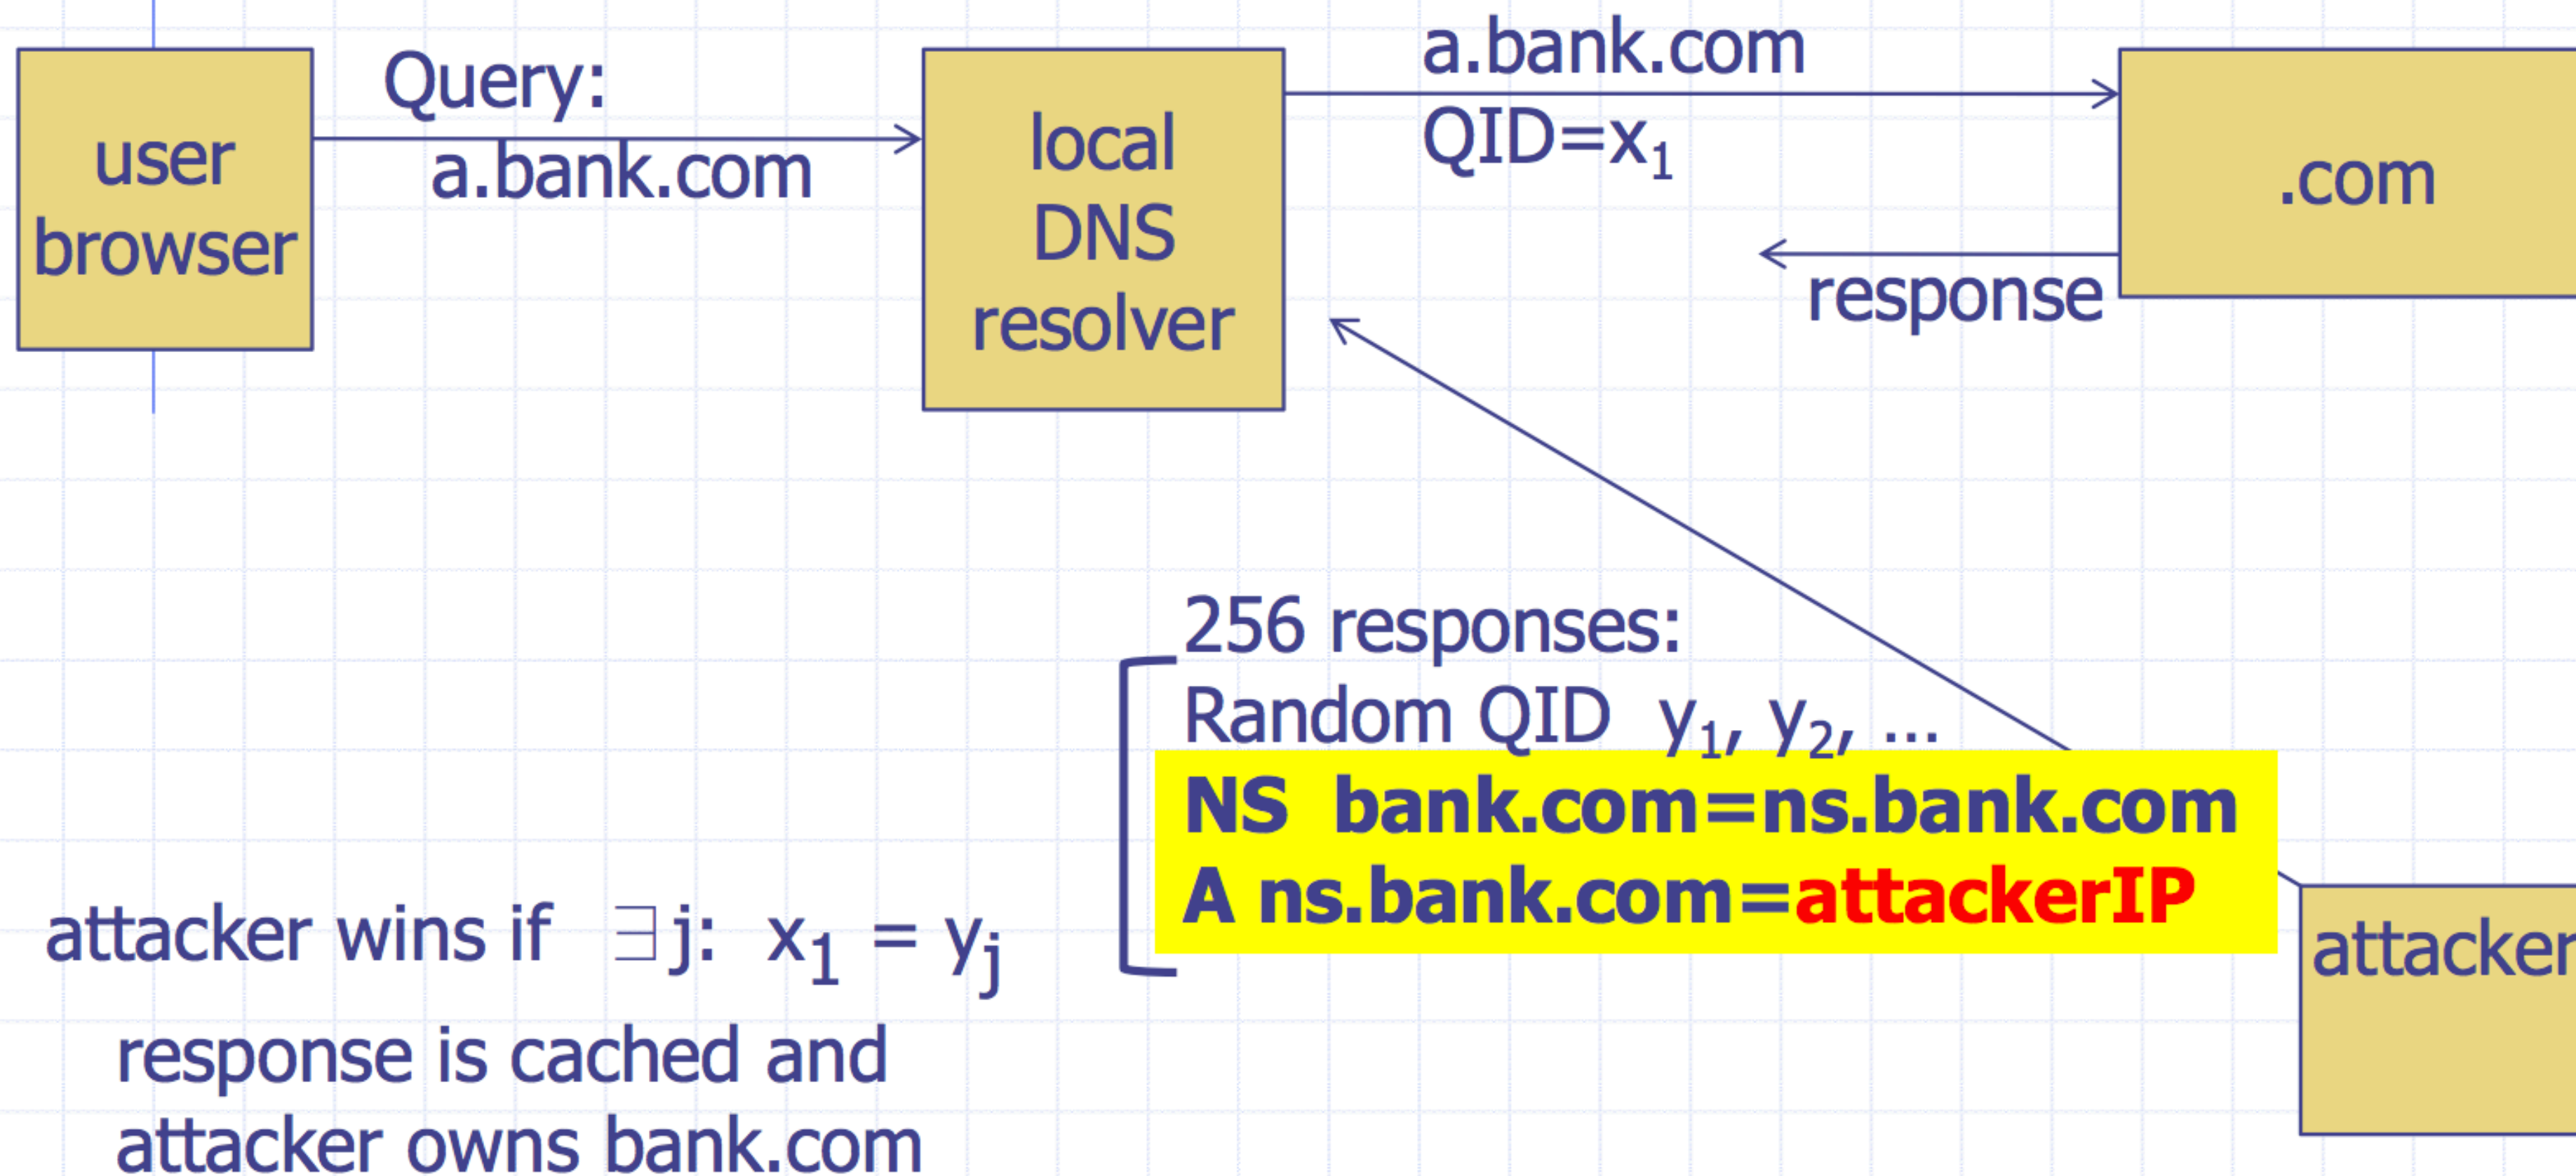 user
browser
Query:
a.bank.com
local
DNS
resolver
a.bank.com
QID=x₁
.com
response
256 responses:
Random QID y₁, y₂, ...
NS bank.com=ns.bank.com
A ns.bank.com=attackerIP
attacker
attacker wins if ∃j: x₁ = yⱼ
response is cached and
attacker owns bank.com